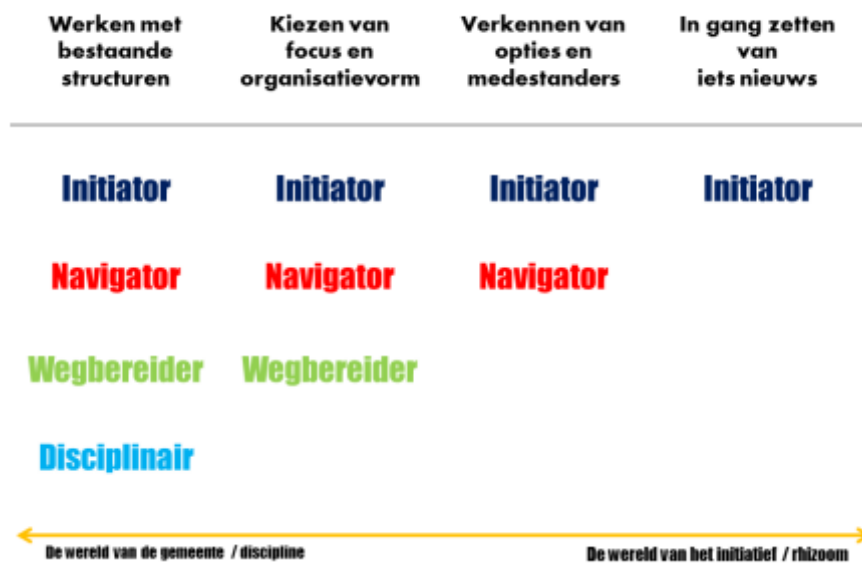 Werken met
bestaande
structuren
Kiezen van
focus en
organisatievorm
Verkennen van
opties en
medestanders
In gang zetten
van
iets nieuws
Initiator Initiator Initiator Initiator
Navigator Navigator Navigator
Wegbereider Wegbereider
Disciplinair
De wereld van de gemeente / discipline
De wereld van het initiatief / rhizoom